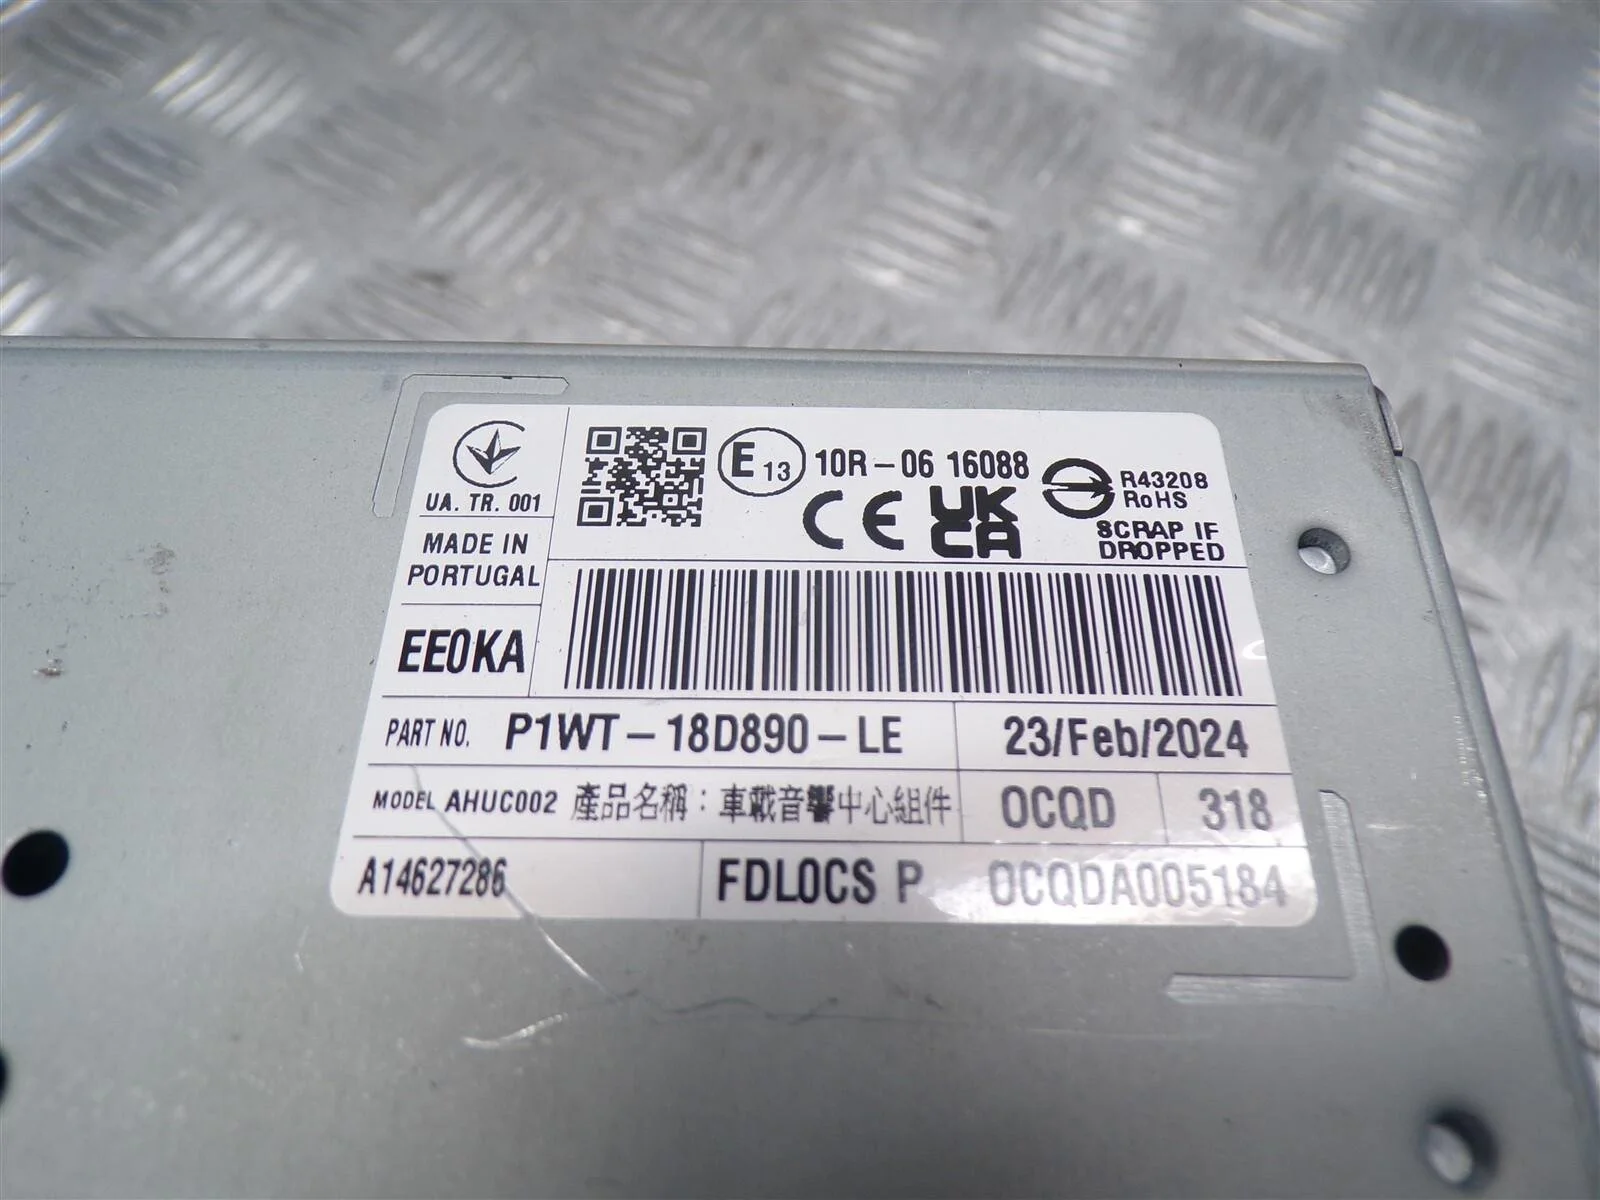 UA. TR. 001
MADE IN
PORTUGAL
EE0KA
E 13
10R-06 16088
CE
UK
CA
R43208
RoHS
SCRAP IF
DROPPED
PART NO. P1WT-18D890-LE
23/Feb/2024
MODEL AHUC002 產品名稱：車載音響中心組件
OCQD
318
A14627286
FDLOCS P
OCQDA005184